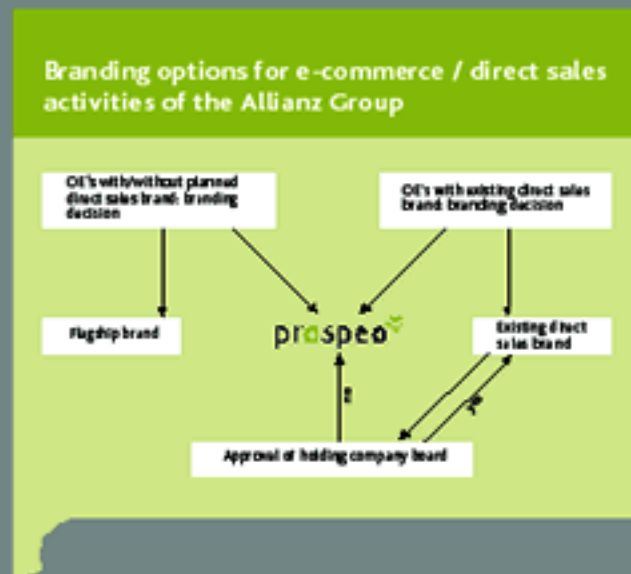 Branding options for e-commerce / direct sales
activities of the Allianz Group
OE's with/without planned
direct sales brand: branding
decision
OE's with existing direct sales
brand: branding decision
Flagship brand
prospeo
Existing direct
sales brand
no
yes
Approval of holding company board